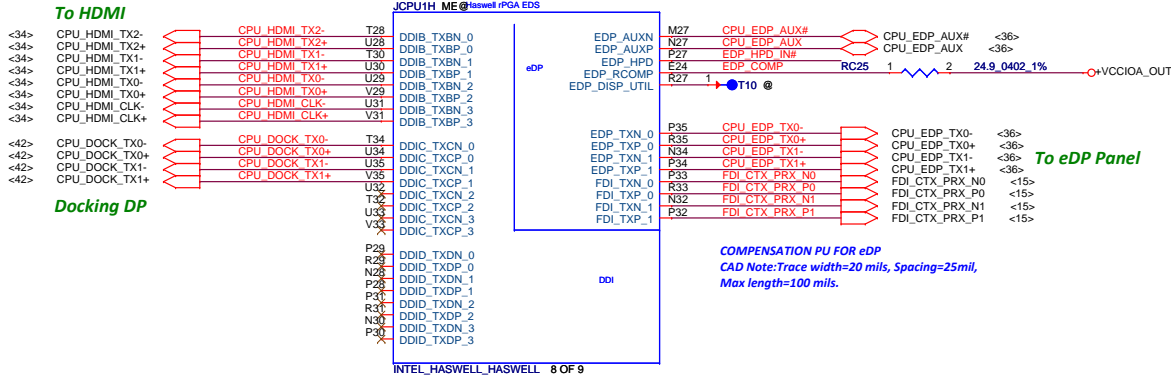 To HDMI
JCPU1H ME@ Haswell rPGA EDS
<34> CPU_HDMI_TX2- CPU_HDMI_TX2- T28 DDIB_TXBN_0 EDP_AUXN M27 CPU_EDP_AUX# CPU_EDP_AUX# <36>
<34> CPU_HDMI_TX2+ CPU_HDMI_TX2+ U28 DDIB_TXBP_0 EDP_AUXP N27 CPU_EDP_AUX CPU_EDP_AUX <36>
<34> CPU_HDMI_TX1- CPU_HDMI_TX1- T30 DDIB_TXBN_1 eDP EDP_HPD P27 EDP_HPD_IN#
<34> CPU_HDMI_TX1+ CPU_HDMI_TX1+ U30 DDIB_TXBP_1 EDP_RCOMP E24 EDP_COMP RC25 1 2 24.9_0402_1% +VCCIOA_OUT
<34> CPU_HDMI_TX0- CPU_HDMI_TX0- U29 DDIB_TXBN_2 EDP_DISP_UTIL R27 1 T10 @
<34> CPU_HDMI_TX0+ CPU_HDMI_TX0+ V29 DDIB_TXBP_2
<34> CPU_HDMI_CLK- CPU_HDMI_CLK- U31 DDIB_TXBN_3
<34> CPU_HDMI_CLK+ CPU_HDMI_CLK+ V31 DDIB_TXBP_3
<42> CPU_DOCK_TX0- CPU_DOCK_TX0- T34 DDIC_TXCN_0 EDP_TXN_0 P35 CPU_EDP_TX0- CPU_EDP_TX0- <36>
<42> CPU_DOCK_TX0+ CPU_DOCK_TX0+ U34 DDIC_TXCP_0 EDP_TXP_0 R35 CPU_EDP_TX0+ CPU_EDP_TX0+ <36>
<42> CPU_DOCK_TX1- CPU_DOCK_TX1- U35 DDIC_TXCN_1 EDP_TXN_1 N34 CPU_EDP_TX1- CPU_EDP_TX1- <36>
To eDP Panel
<42> CPU_DOCK_TX1+ CPU_DOCK_TX1+ V35 DDIC_TXCP_1 EDP_TXP_1 P34 CPU_EDP_TX1+ CPU_EDP_TX1+ <36>
U32 DDIC_TXCN_2 FDI_TXN_0 P33 FDI_CTX_PRX_N0 FDI_CTX_PRX_N0 <15>
T32 DDIC_TXCP_2 FDI_TXP_0 R33 FDI_CTX_PRX_P0 FDI_CTX_PRX_P0 <15>
U33 DDIC_TXCN_3 FDI_TXN_1 N32 FDI_CTX_PRX_N1 FDI_CTX_PRX_N1 <15>
V33 DDIC_TXCP_3 FDI_TXP_1 P32 FDI_CTX_PRX_P1 FDI_CTX_PRX_P1 <15>
Docking DP
P29 DDID_TXDN_0
R29 DDID_TXDP_0
N28 DDID_TXDN_1
P28 DDID_TXDP_1
P31 DDID_TXDN_2
R31 DDID_TXDP_2
N30 DDID_TXDN_3
P30 DDID_TXDP_3
DDI
COMPENSATION PU FOR eDP
CAD Note:Trace width=20 mils, Spacing=25mil,
Max length=100 mils.
INTEL_HASWELL_HASWELL 8 OF 9